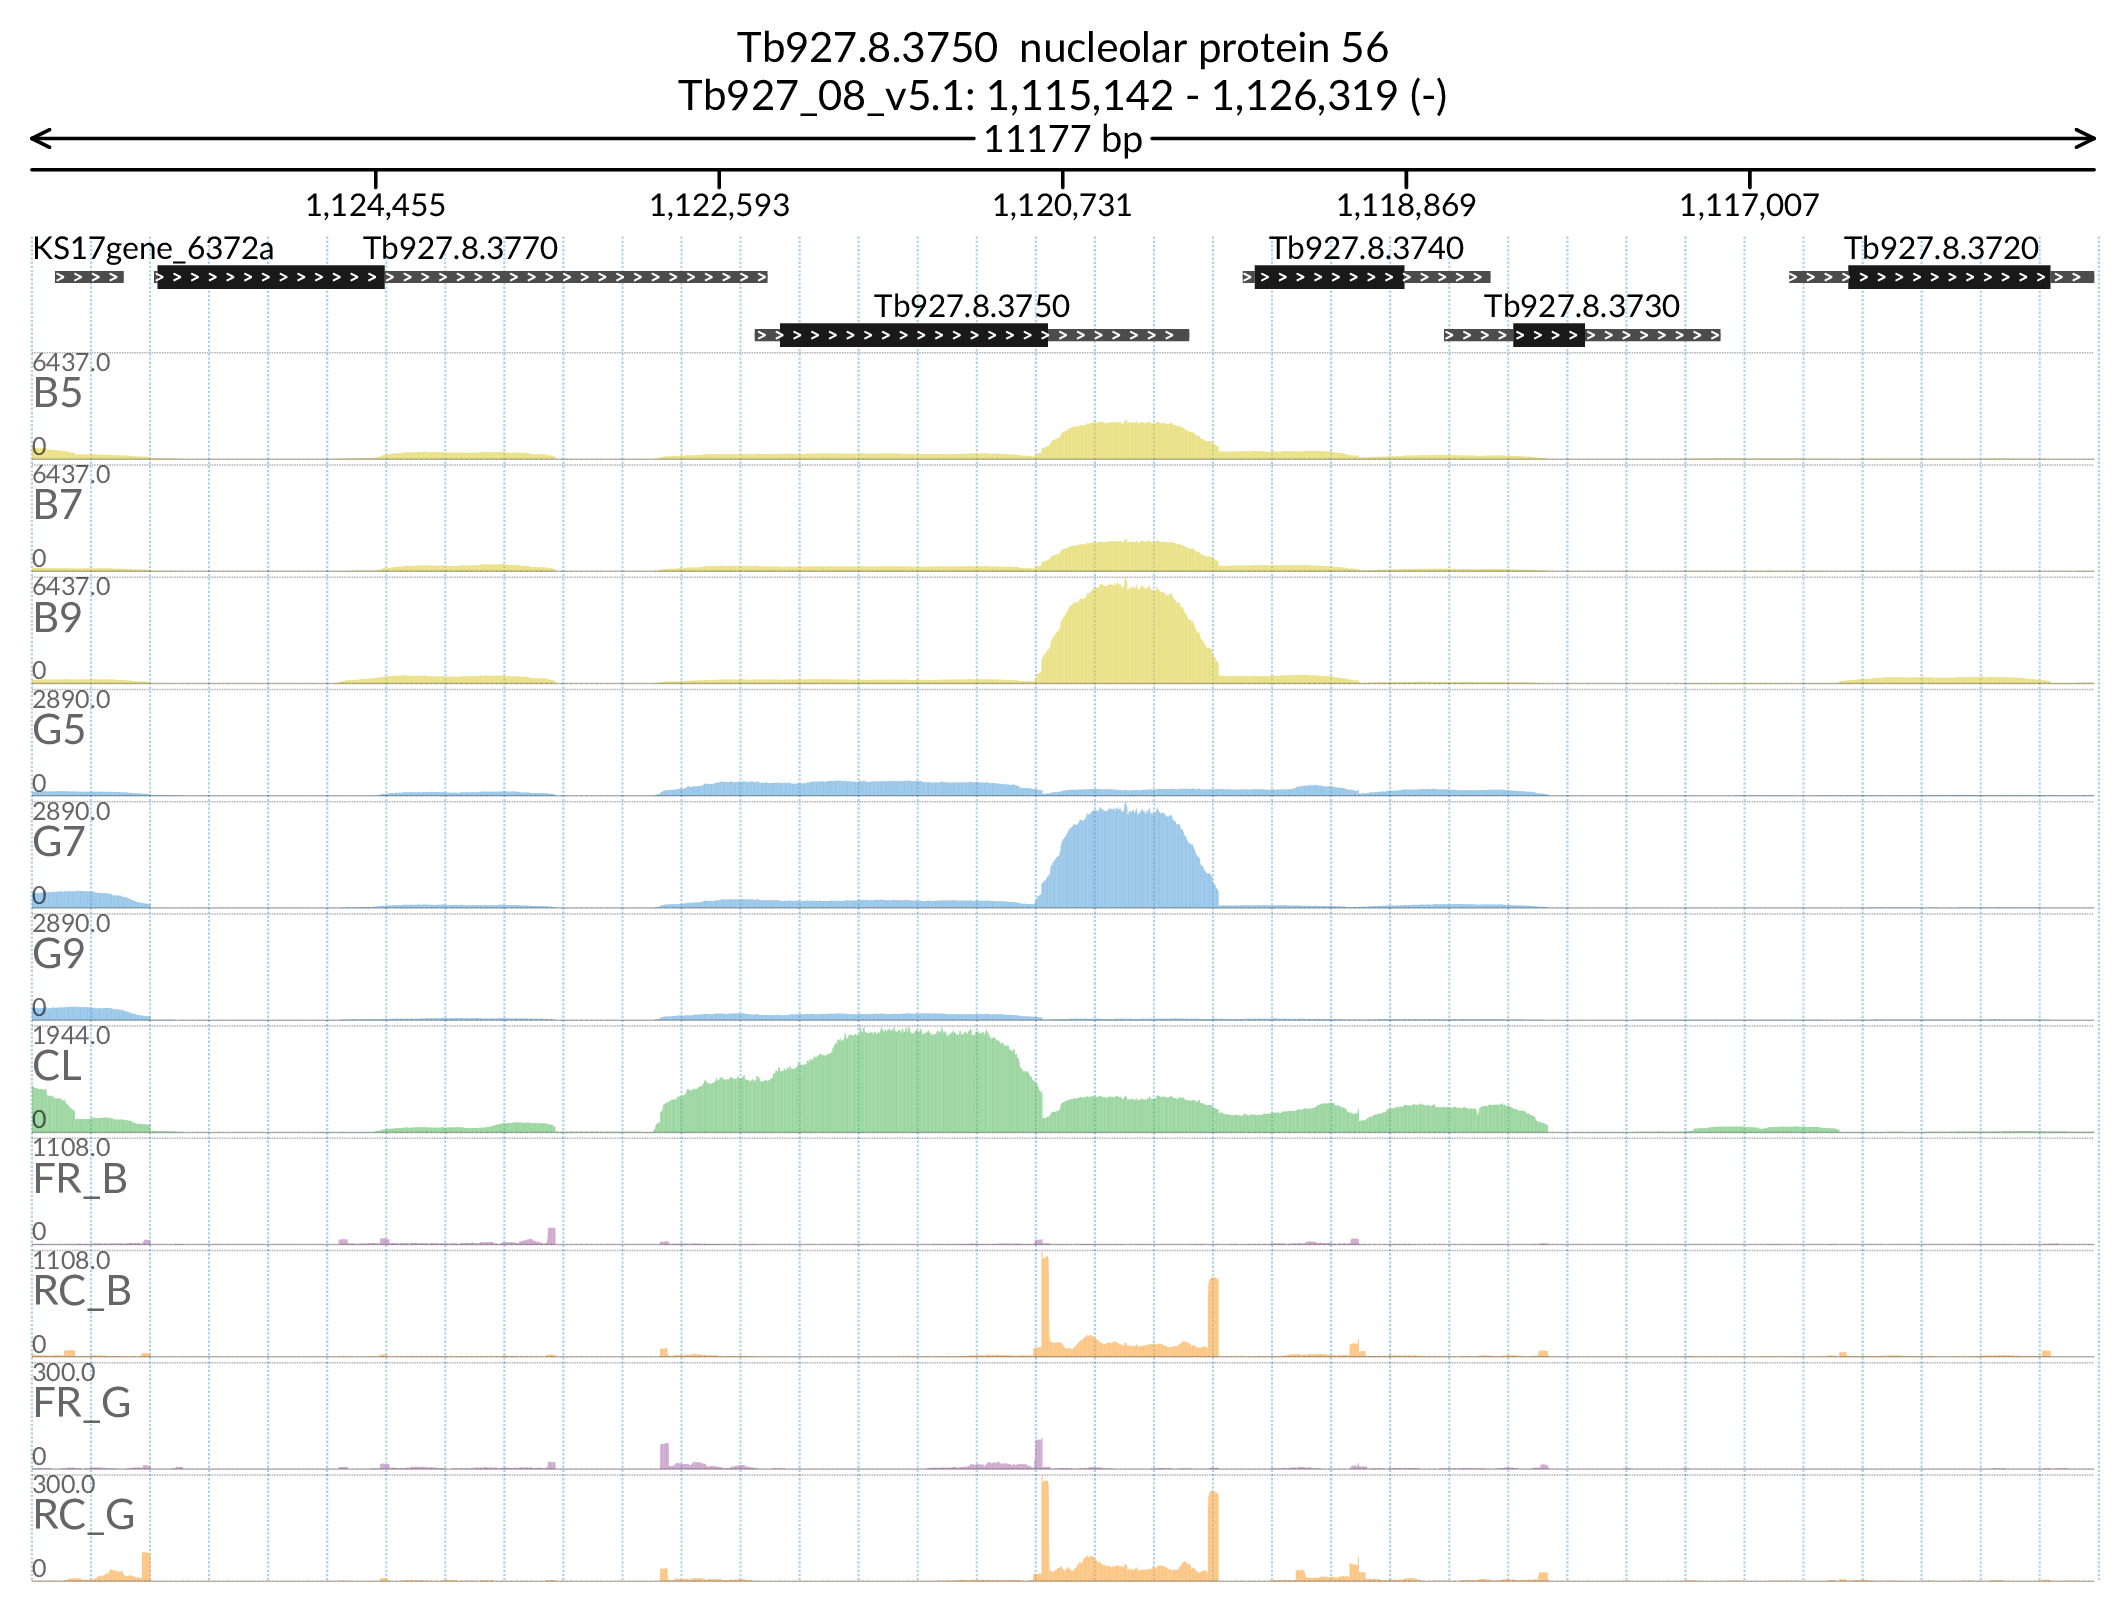 Tb927.8.3750  nucleolar protein 56
Tb927_08_v5.1: 1,115,142 - 1,126,319 (-)
11177 bp
1,124,455 1,122,593 1,120,731 1,118,869 1,117,007
KS17gene_6372a Tb927.8.3770 Tb927.8.3740 Tb927.8.3720
Tb927.8.3750 Tb927.8.3730
6437.0
B5
0
6437.0
B7
0
6437.0
B9
0
2890.0
G5
0
2890.0
G7
0
2890.0
G9
0
1944.0
CL
0
1108.0
FR_B
0
1108.0
RC_B
0
300.0
FR_G
0
300.0
RC_G
0